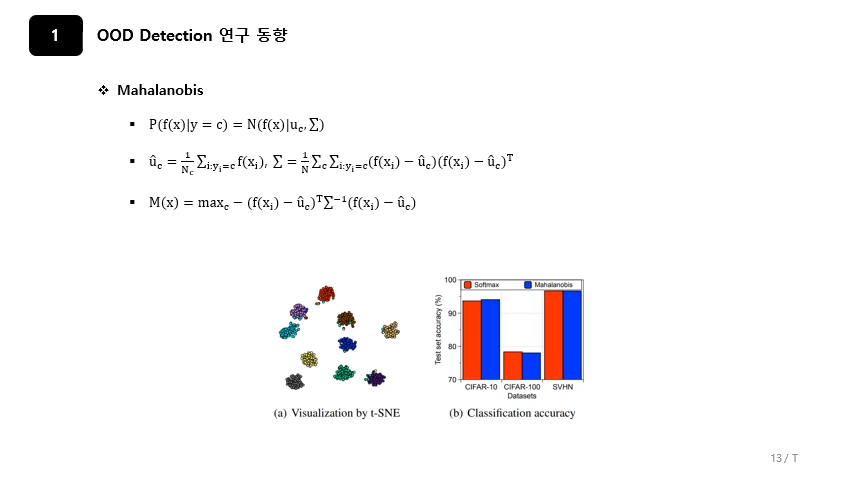 1
OOD Detection 연구 동향
❖ Mahalanobis
▪ P(f(x)|y = c) = N(f(x)|u_c, ∑)
▪ û_c = 1/N_c ∑_{i:y_i=c} f(x_i), ∑ = 1/N ∑_c ∑_{i:y_i=c} (f(x_i) − û_c)(f(x_i) − û_c)^T
▪ M(x) = max_c − (f(x_i) − û_c)^T ∑^{−1} (f(x_i) − û_c)
Softmax Mahalanobis
Test set accuracy (%)
100
90
80
70
CIFAR-10 CIFAR-100 SVHN
Datasets
(a) Visualization by t-SNE
(b) Classification accuracy
13 / T